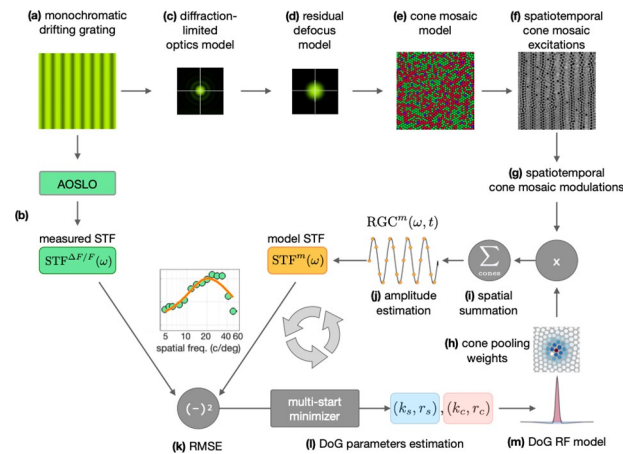 (a) monochromatic
drifting grating
(c) diffraction-
limited
optics model
(d) residual
defocus
model
(e) cone mosaic
model
(f) spatiotemporal
cone mosaic
excitations
(g) spatiotemporal
cone mosaic modulations
AOSLO
(b)
measured STF
STF^{ΔF/F}(ω)
model STF
STF^m(ω)
RGC^m(ω, t)
(j) amplitude
estimation
Σ
cones
(i) spatial
summation
x
5 10 20 40 60
spatial freq. (c/deg)
(h) cone pooling
weights
(−)²
(k) RMSE
multi-start
minimizer
(k_s, r_s), (k_c, r_c)
(l) DoG parameters estimation
(m) DoG RF model